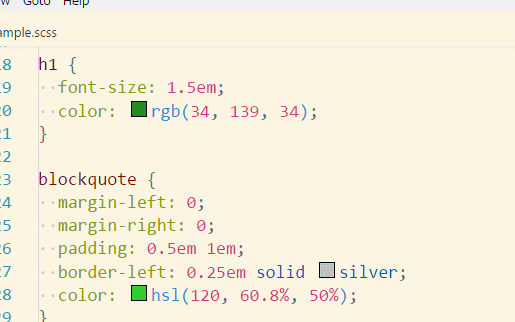 Goto Help
ample.scss
18 h1 {
19 font-size: 1.5em;
20 color: rgb(34, 139, 34);
21 }
22
23 blockquote {
24 margin-left: 0;
25 margin-right: 0;
26 padding: 0.5em 1em;
27 border-left: 0.25em solid silver;
28 color: hsl(120, 60.8%, 50%);
29 }